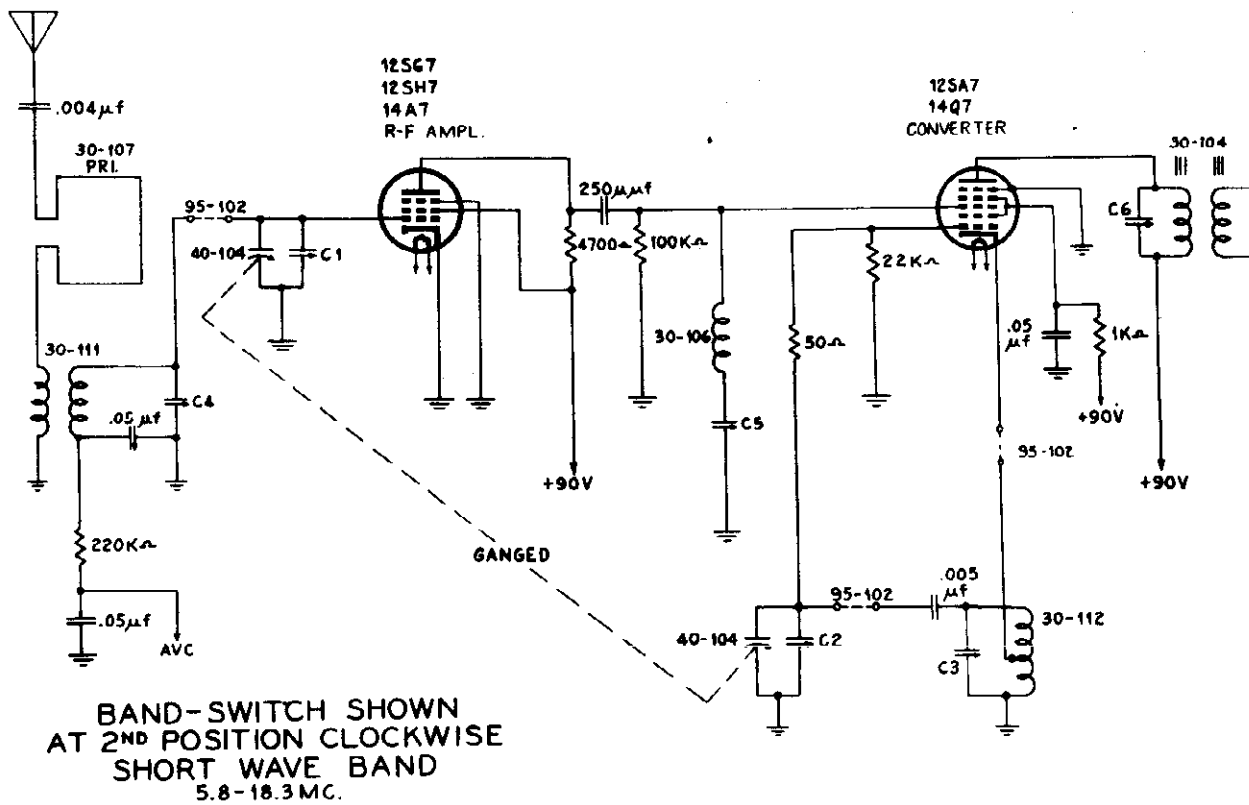 .004μf
30-107
PRI.
12SG7
12SH7
14A7
R-F AMPL.
12SA7
14Q7
CONVERTER
30-104
95-102
40-104
C1
250μμf
4700Ω
100KΩ
22KΩ
C6
30-111
C4
.05μf
30-106
50Ω
.05
μf
1KΩ
+90V
C5
95-102
+90V
+90V
220KΩ
.05μf
AVC
GANGED
95-102
.005
μf
30-112
40-104
C2
C3
BAND-SWITCH SHOWN
AT 2ND POSITION CLOCKWISE
SHORT WAVE BAND
5.8-18.3MC.